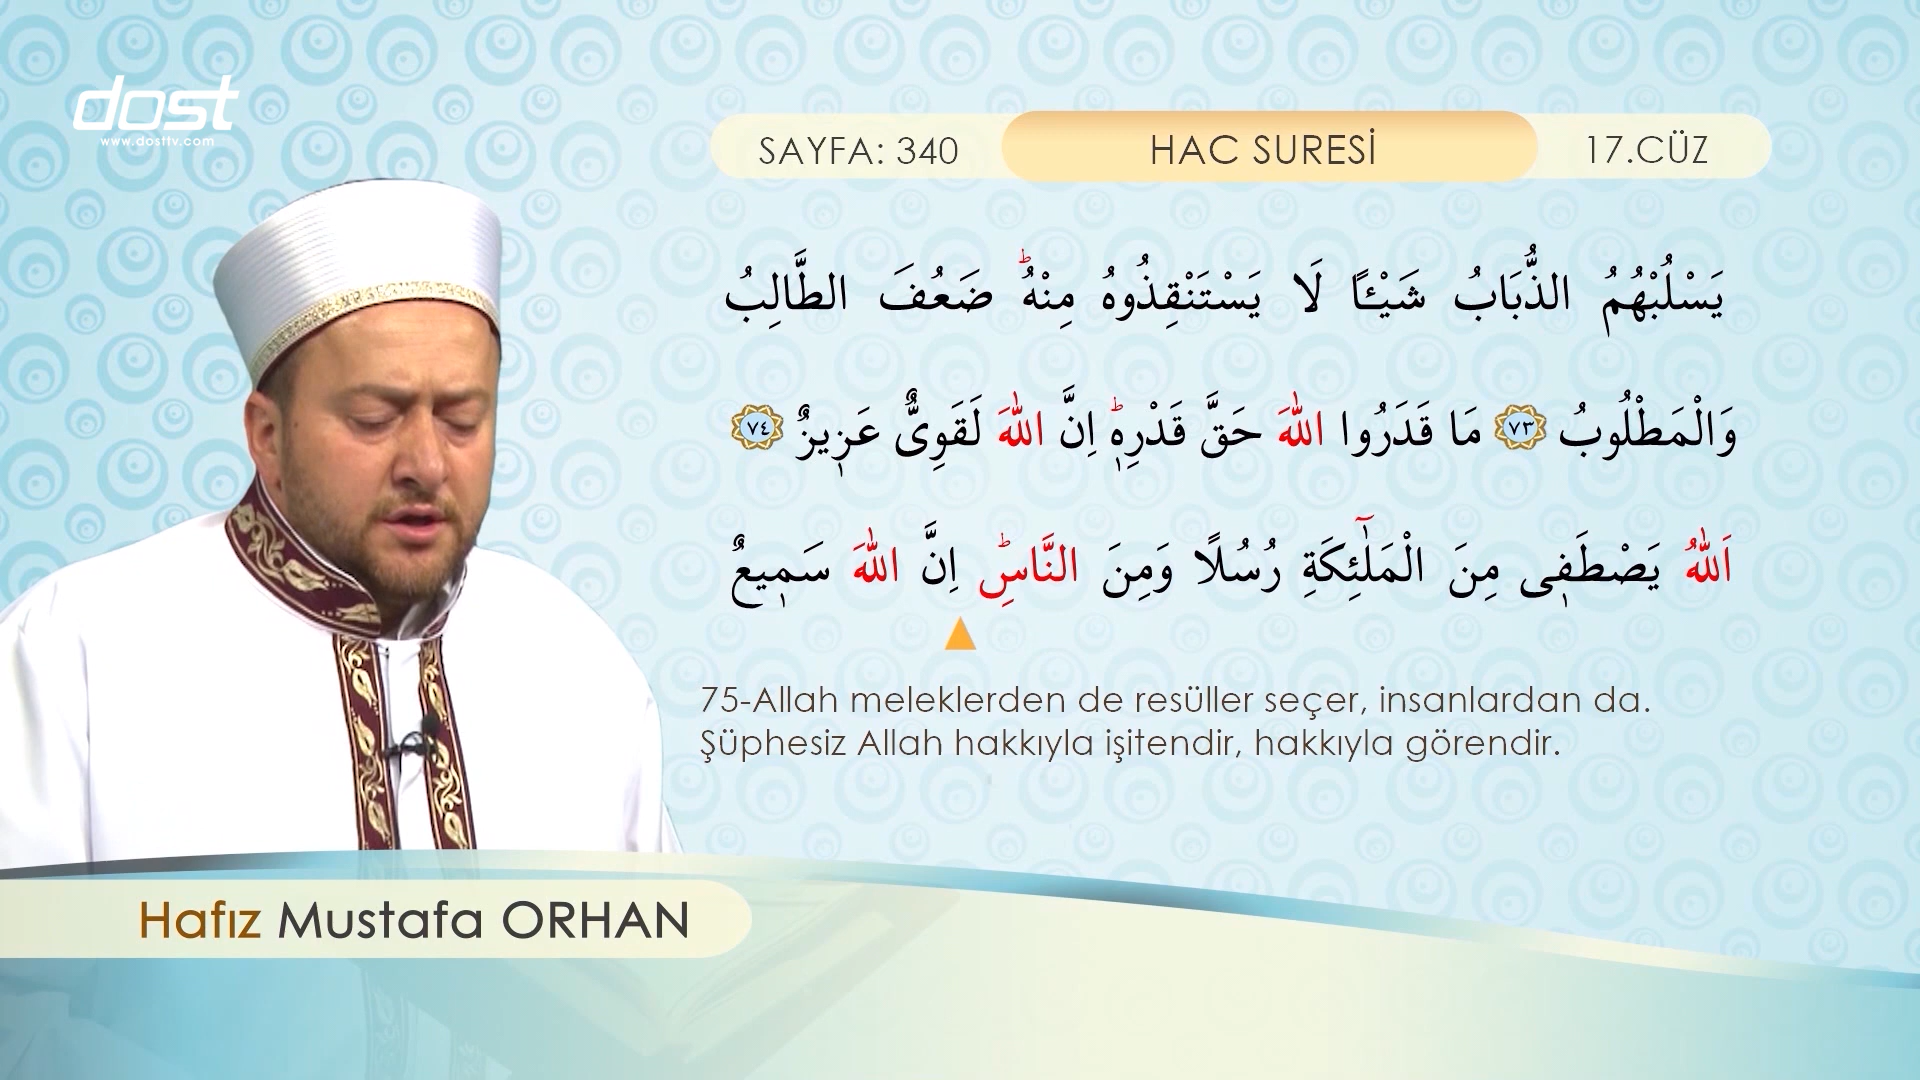 dost
www.dosttv.com
SAYFA: 340
HAC SURESİ
17.CÜZ
يَسْلُبْهُمُ الذُّبَابُ شَيْـًٔا لَا يَسْتَنْقِذُوهُ مِنْهُۜ ضَعُفَ الطَّالِبُ
وَالْمَطْلُوبُ ﴿٧٣﴾ مَا قَدَرُوا اللّٰهَ حَقَّ قَدْرِهٖۜ اِنَّ اللّٰهَ لَقَوِىٌّ عَزٖيزٌ ﴿٧٤﴾
اَللّٰهُ يَصْطَفٖى مِنَ الْمَلٰٓئِكَةِ رُسُلًا وَمِنَ النَّاسِۜ اِنَّ اللّٰهَ سَمٖيعٌ
75-Allah meleklerden de resüller seçer, insanlardan da.
Şüphesiz Allah hakkıyla işitendir, hakkıyla görendir.
Hafız Mustafa ORHAN